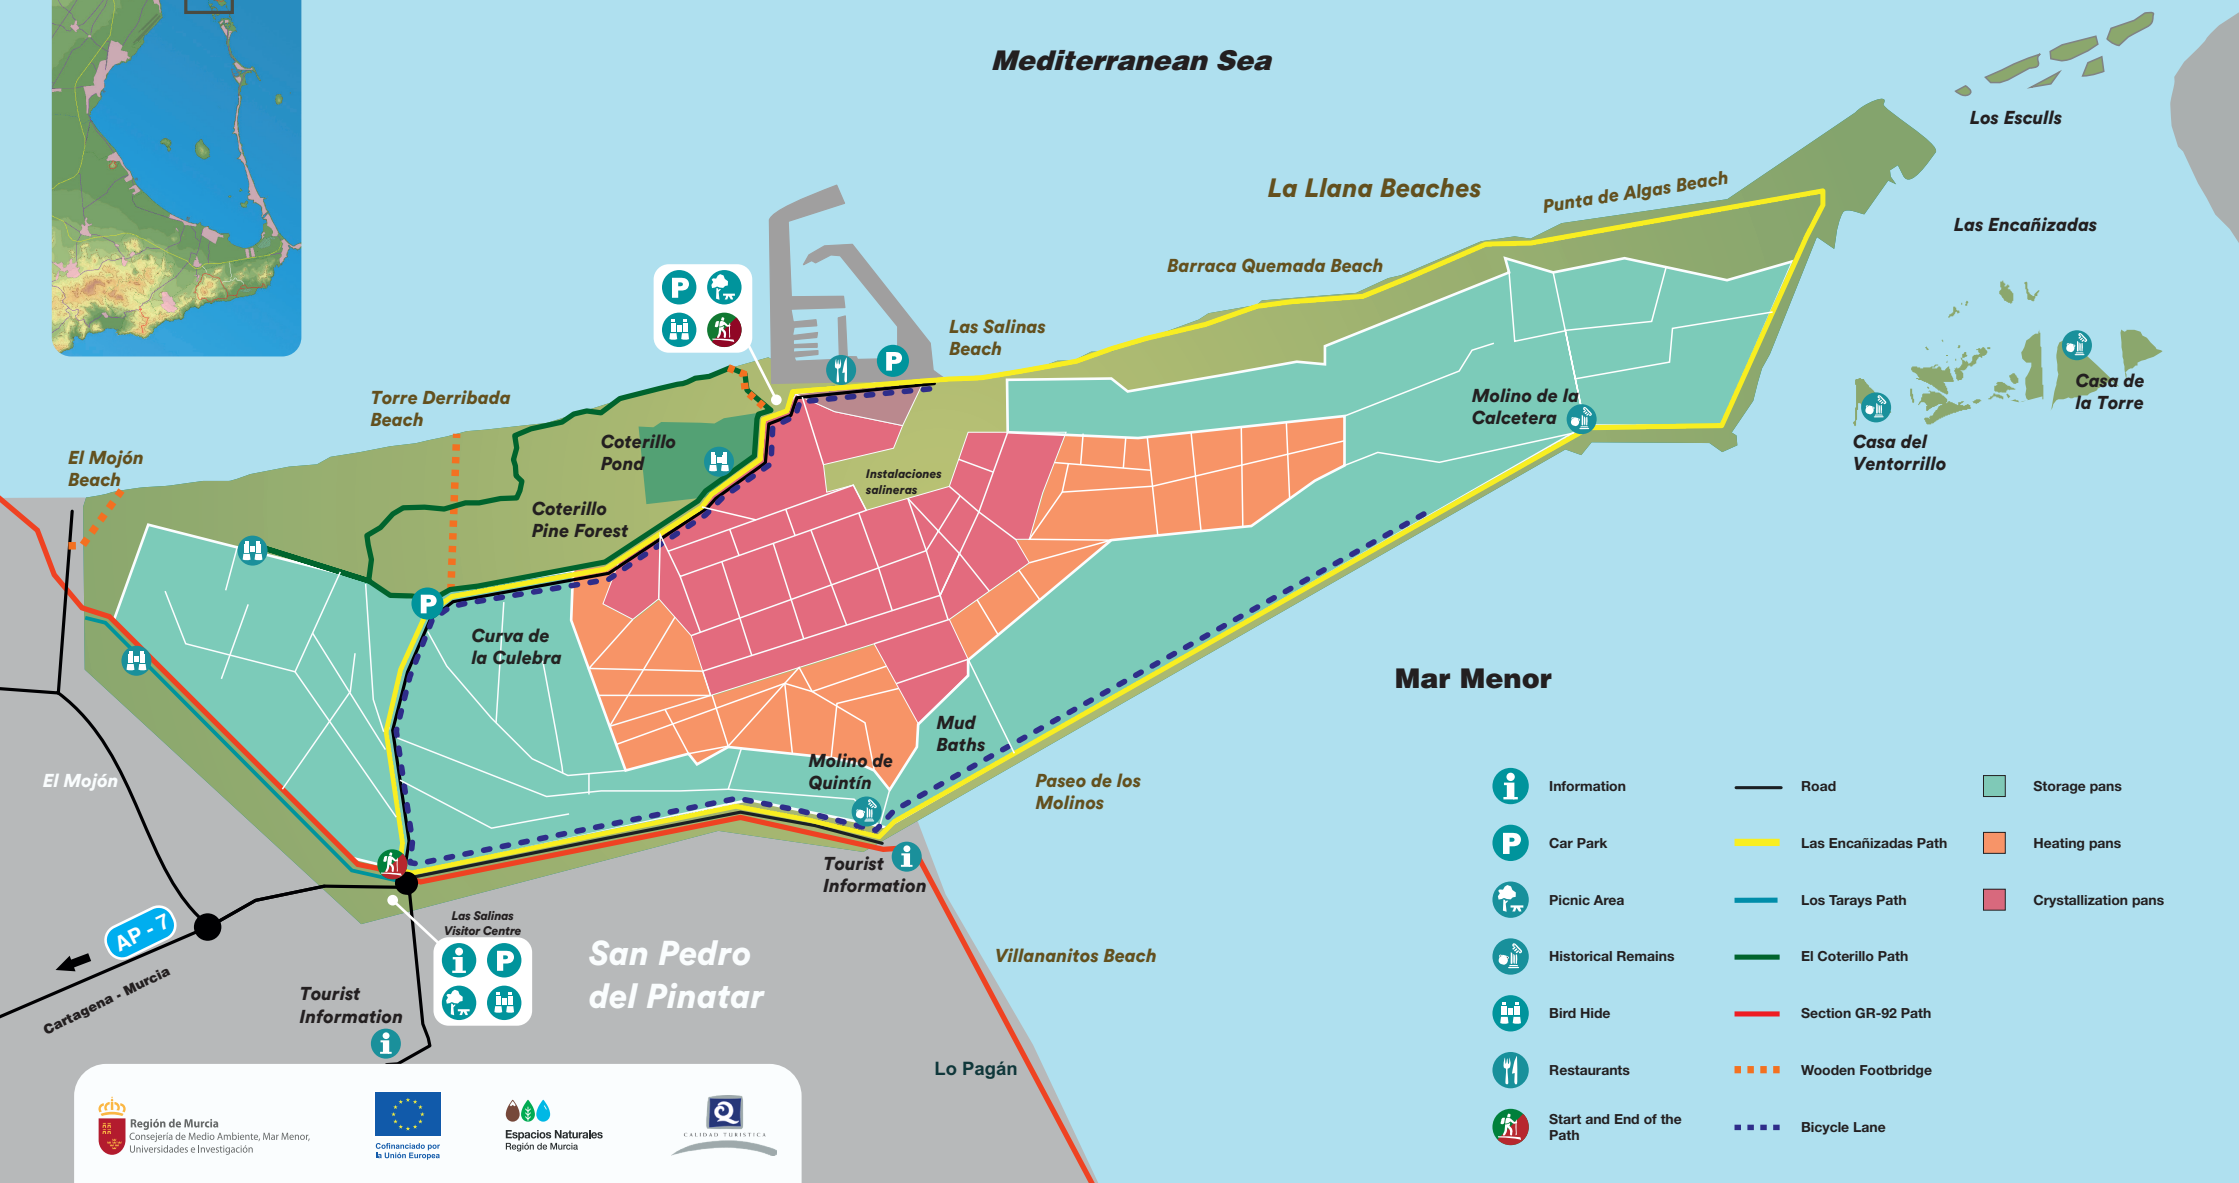 Mediterranean Sea
Los Esculls
La Llana Beaches
Punta de Algas Beach
Las Encañizadas
Barraca Quemada Beach
P
Las Salinas
Beach
P
Torre Derribada
Beach
Molino de la
Calcetera
Casa de
la Torre
Coterillo
Pond
Casa del
Ventorrillo
El Mojón
Beach
Instalaciones
salineras
Coterillo
Pine Forest
P
Curva de
la Culebra
Mar Menor
Mud
Baths
Molino de
Quintín
El Mojón
Paseo de los
Molinos
Tourist
Information
i
AP - 7
Cartagena - Murcia
Las Salinas
Visitor Centre
i P
San Pedro
del Pinatar
Villananitos Beach
Tourist
Information
i
Lo Pagán
i Information
P Car Park
Picnic Area
Historical Remains
Bird Hide
Restaurants
Start and End of the
Path
Road
Las Encañizadas Path
Los Tarays Path
El Coterillo Path
Section GR-92 Path
Wooden Footbridge
Bicycle Lane
Storage pans
Heating pans
Crystallization pans
Región de Murcia
Consejería de Medio Ambiente, Mar Menor,
Universidades e Investigación
Cofinanciado por
la Unión Europea
Espacios Naturales
Región de Murcia
Q
CALIDAD TURÍSTICA